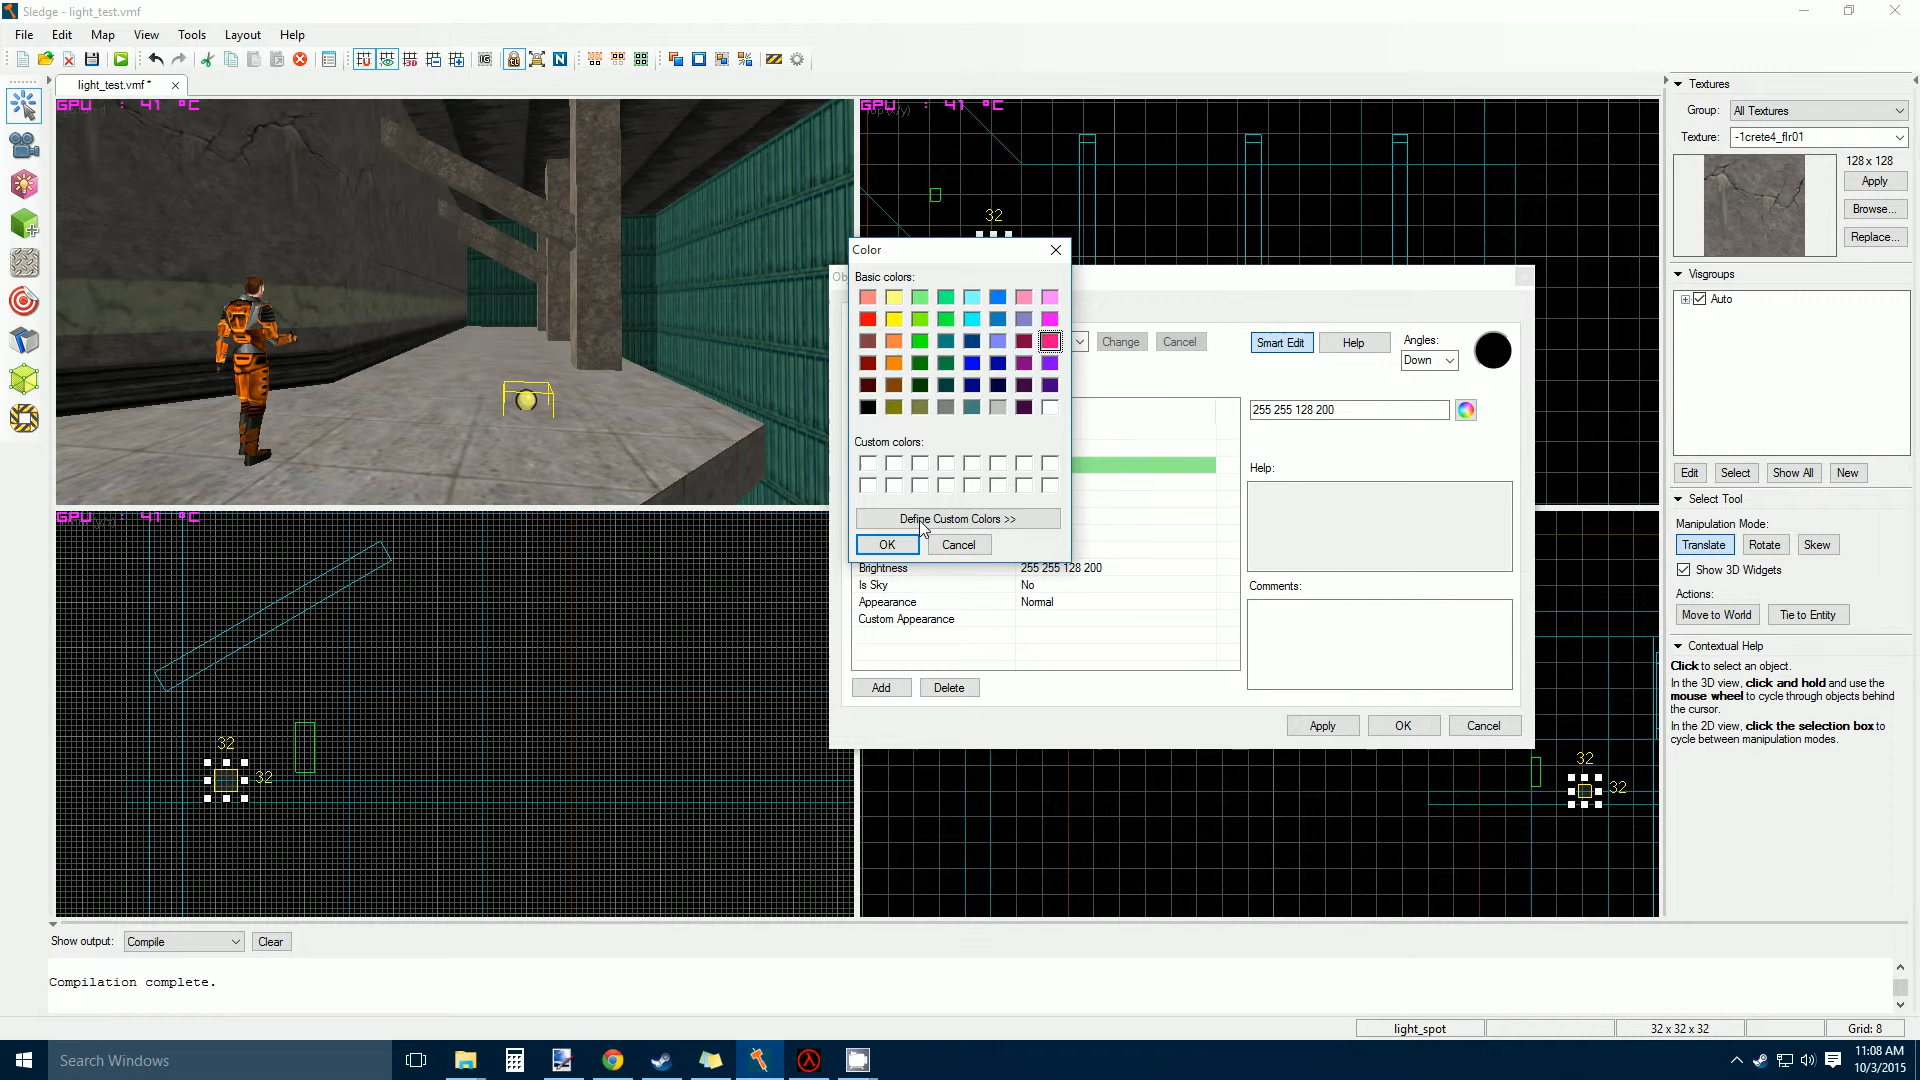 Sledge - light_test.vmf
File Edit Map View Tools Layout Help
light_test.vmf *
GPU : 41 °C
GPU : 41 °C
32
GPU : 41 °C
32
32
32
32
Color
Basic colors:
Custom colors:
Define Custom Colors >>
OK Cancel
Change Cancel
Smart Edit Help
Angles:
Down
255 255 128 200
Help:
Comments:
Brightness 255 255 128 200
Is Sky No
Appearance Normal
Custom Appearance
Add Delete
Apply OK Cancel
Textures
Group: All Textures
Texture: -1crete4_flr01
128 x 128
Apply
Browse...
Replace...
Visgroups
Auto
Edit Select Show All New
Select Tool
Manipulation Mode:
Translate Rotate Skew
Show 3D Widgets
Actions:
Move to World Tie to Entity
Contextual Help
Click to select an object.
In the 3D view, click and hold and use the
mouse wheel to cycle through objects behind
the cursor.
In the 2D view, click the selection box to
cycle between manipulation modes.
Show output: Compile Clear
Compilation complete.
light_spot 32 x 32 x 32 Grid: 8
Search Windows
11:08 AM
10/3/2015